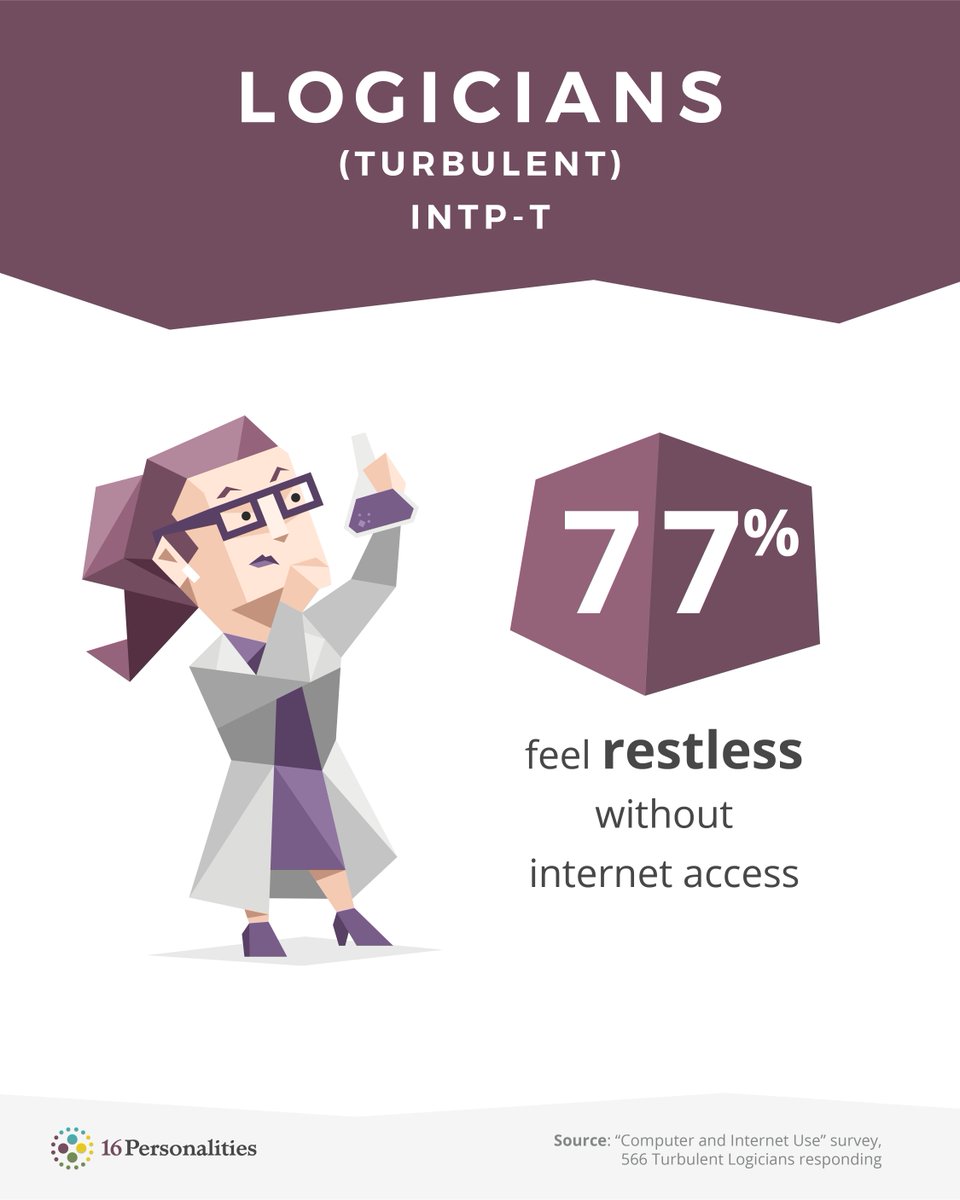 LOGICIANS
(TURBULENT)
INTP-T
77%
feel restless
without
internet access
16Personalities
Source: “Computer and Internet Use” survey,
566 Turbulent Logicians responding